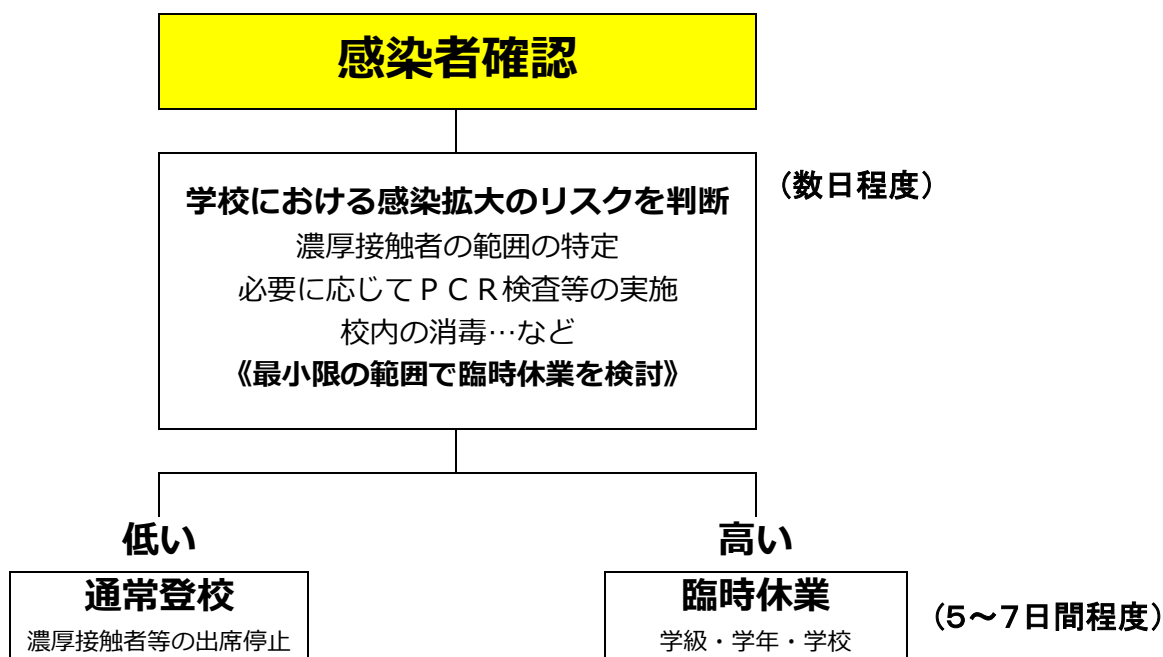 感染者確認
学校における感染拡大のリスクを判断
(数日程度)
濃厚接触者の範囲の特定
必要に応じてＰＣＲ検査等の実施
校内の消毒…など
《最小限の範囲で臨時休業を検討》
低い
高い
通常登校
濃厚接触者等の出席停止
臨時休業
学級・学年・学校
(5～7日間程度)